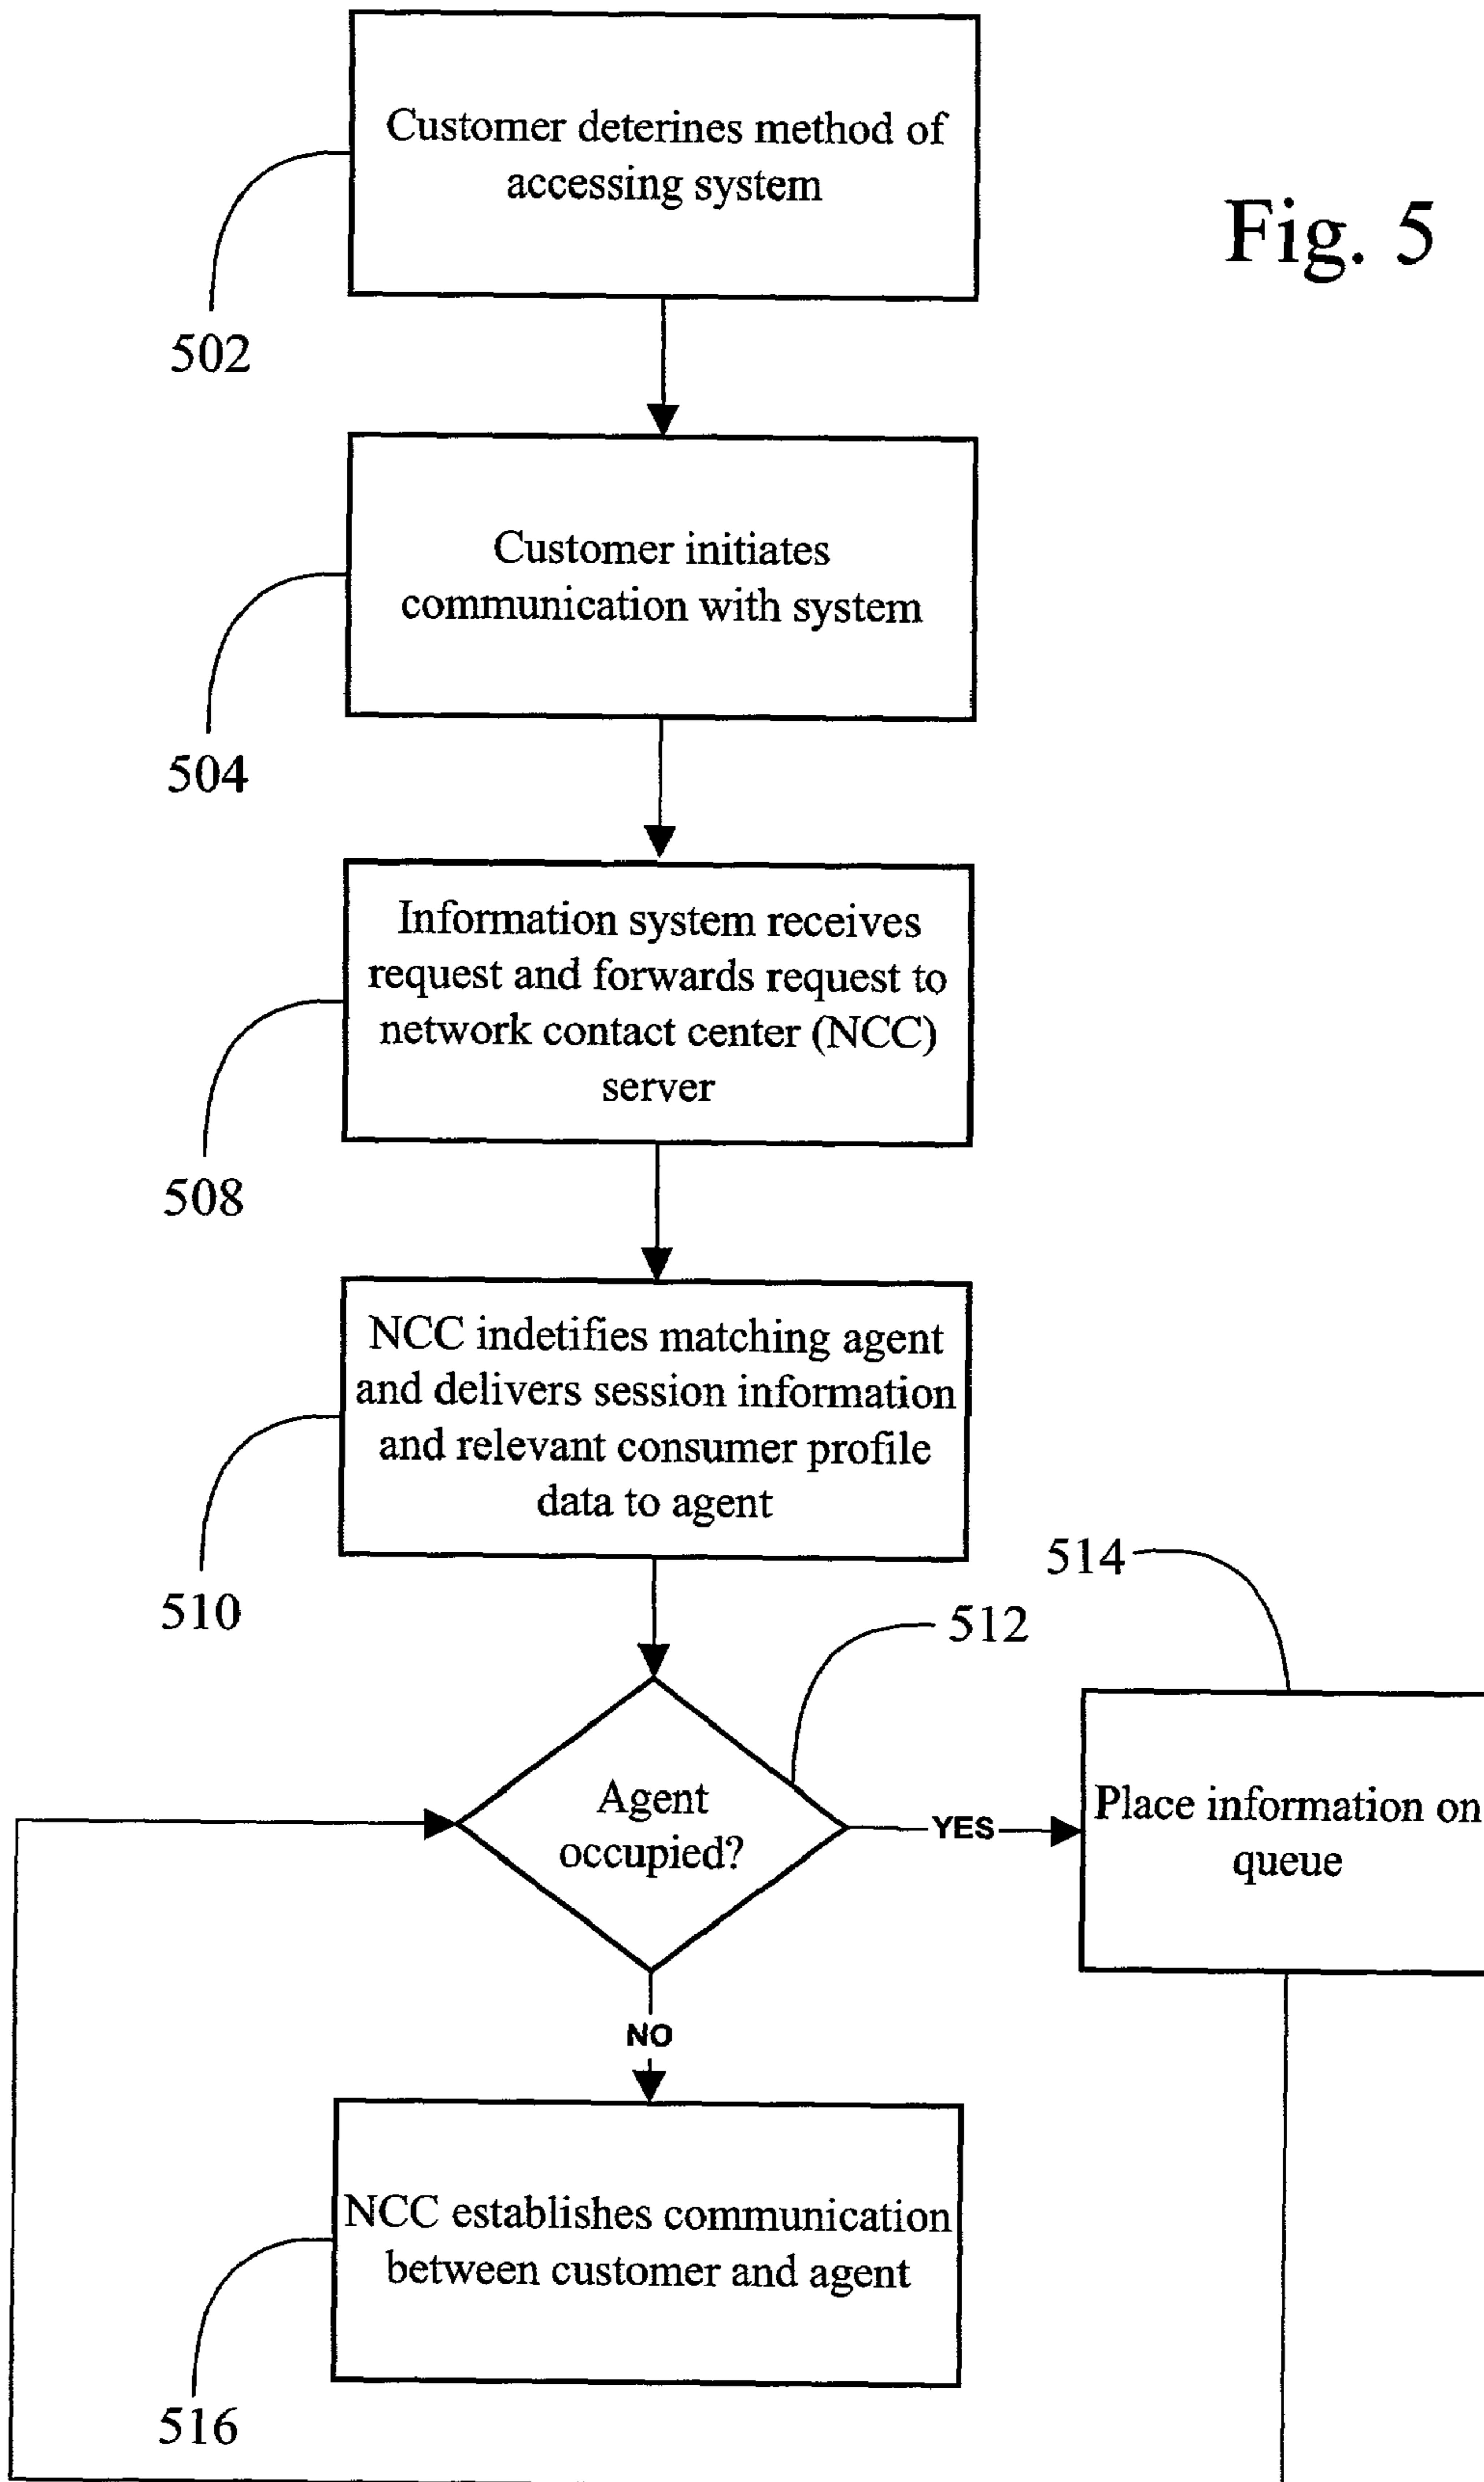 Customer deterines method of
accessing system
Fig. 5
502
Customer initiates
communication with system
504
Information system receives
request and forwards request to
network contact center (NCC)
server
508
NCC indetifies matching agent
and delivers session information
and relevant consumer profile
data to agent
510
514
512
Agent
occupied?
YES
Place information on
queue
NO
NCC establishes communication
between customer and agent
516